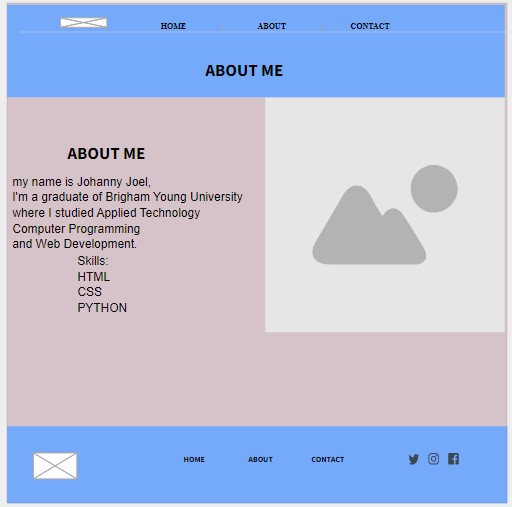 HOME ABOUT CONTACT
ABOUT ME
ABOUT ME
my name is Johanny Joel,
I'm a graduate of Brigham Young University
where I studied Applied Technology
Computer Programming
and Web Development.
Skills:
HTML
CSS
PYTHON
HOME ABOUT CONTACT